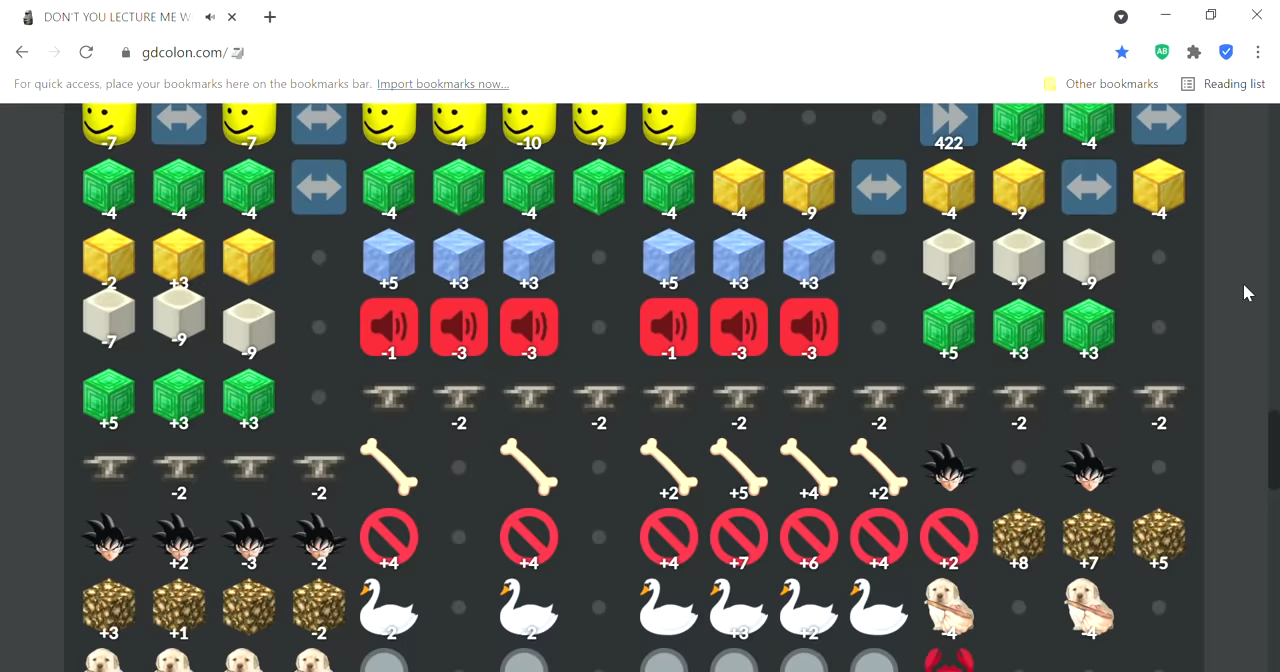 DON'T YOU LECTURE ME W
gdcolon.com/🗿
For quick access, place your bookmarks here on the bookmarks bar. Import bookmarks now...
Other bookmarks
Reading list
-7 -7 -6 -4 -10 -9 -7 422 -4 -4
-4 -4 -4 -4 -4 -4 -4 -9 -4 -9 -4
-2 +3 +5 +3 +3 +5 +3 +3 -7 -9 -9
-7 -9 -9 -1 -3 -3 -1 -3 -3 +5 +3 +3
+5 +3 +3 -2 -2 -2 -2 -2 -2
-2 -2 +2 +5 +4 +2
+2 -3 -2 +4 +4 +4 +7 +6 +4 +2 +8 +7 +5
+3 +1 -2 -2 -2 +3 +2 -4 -4